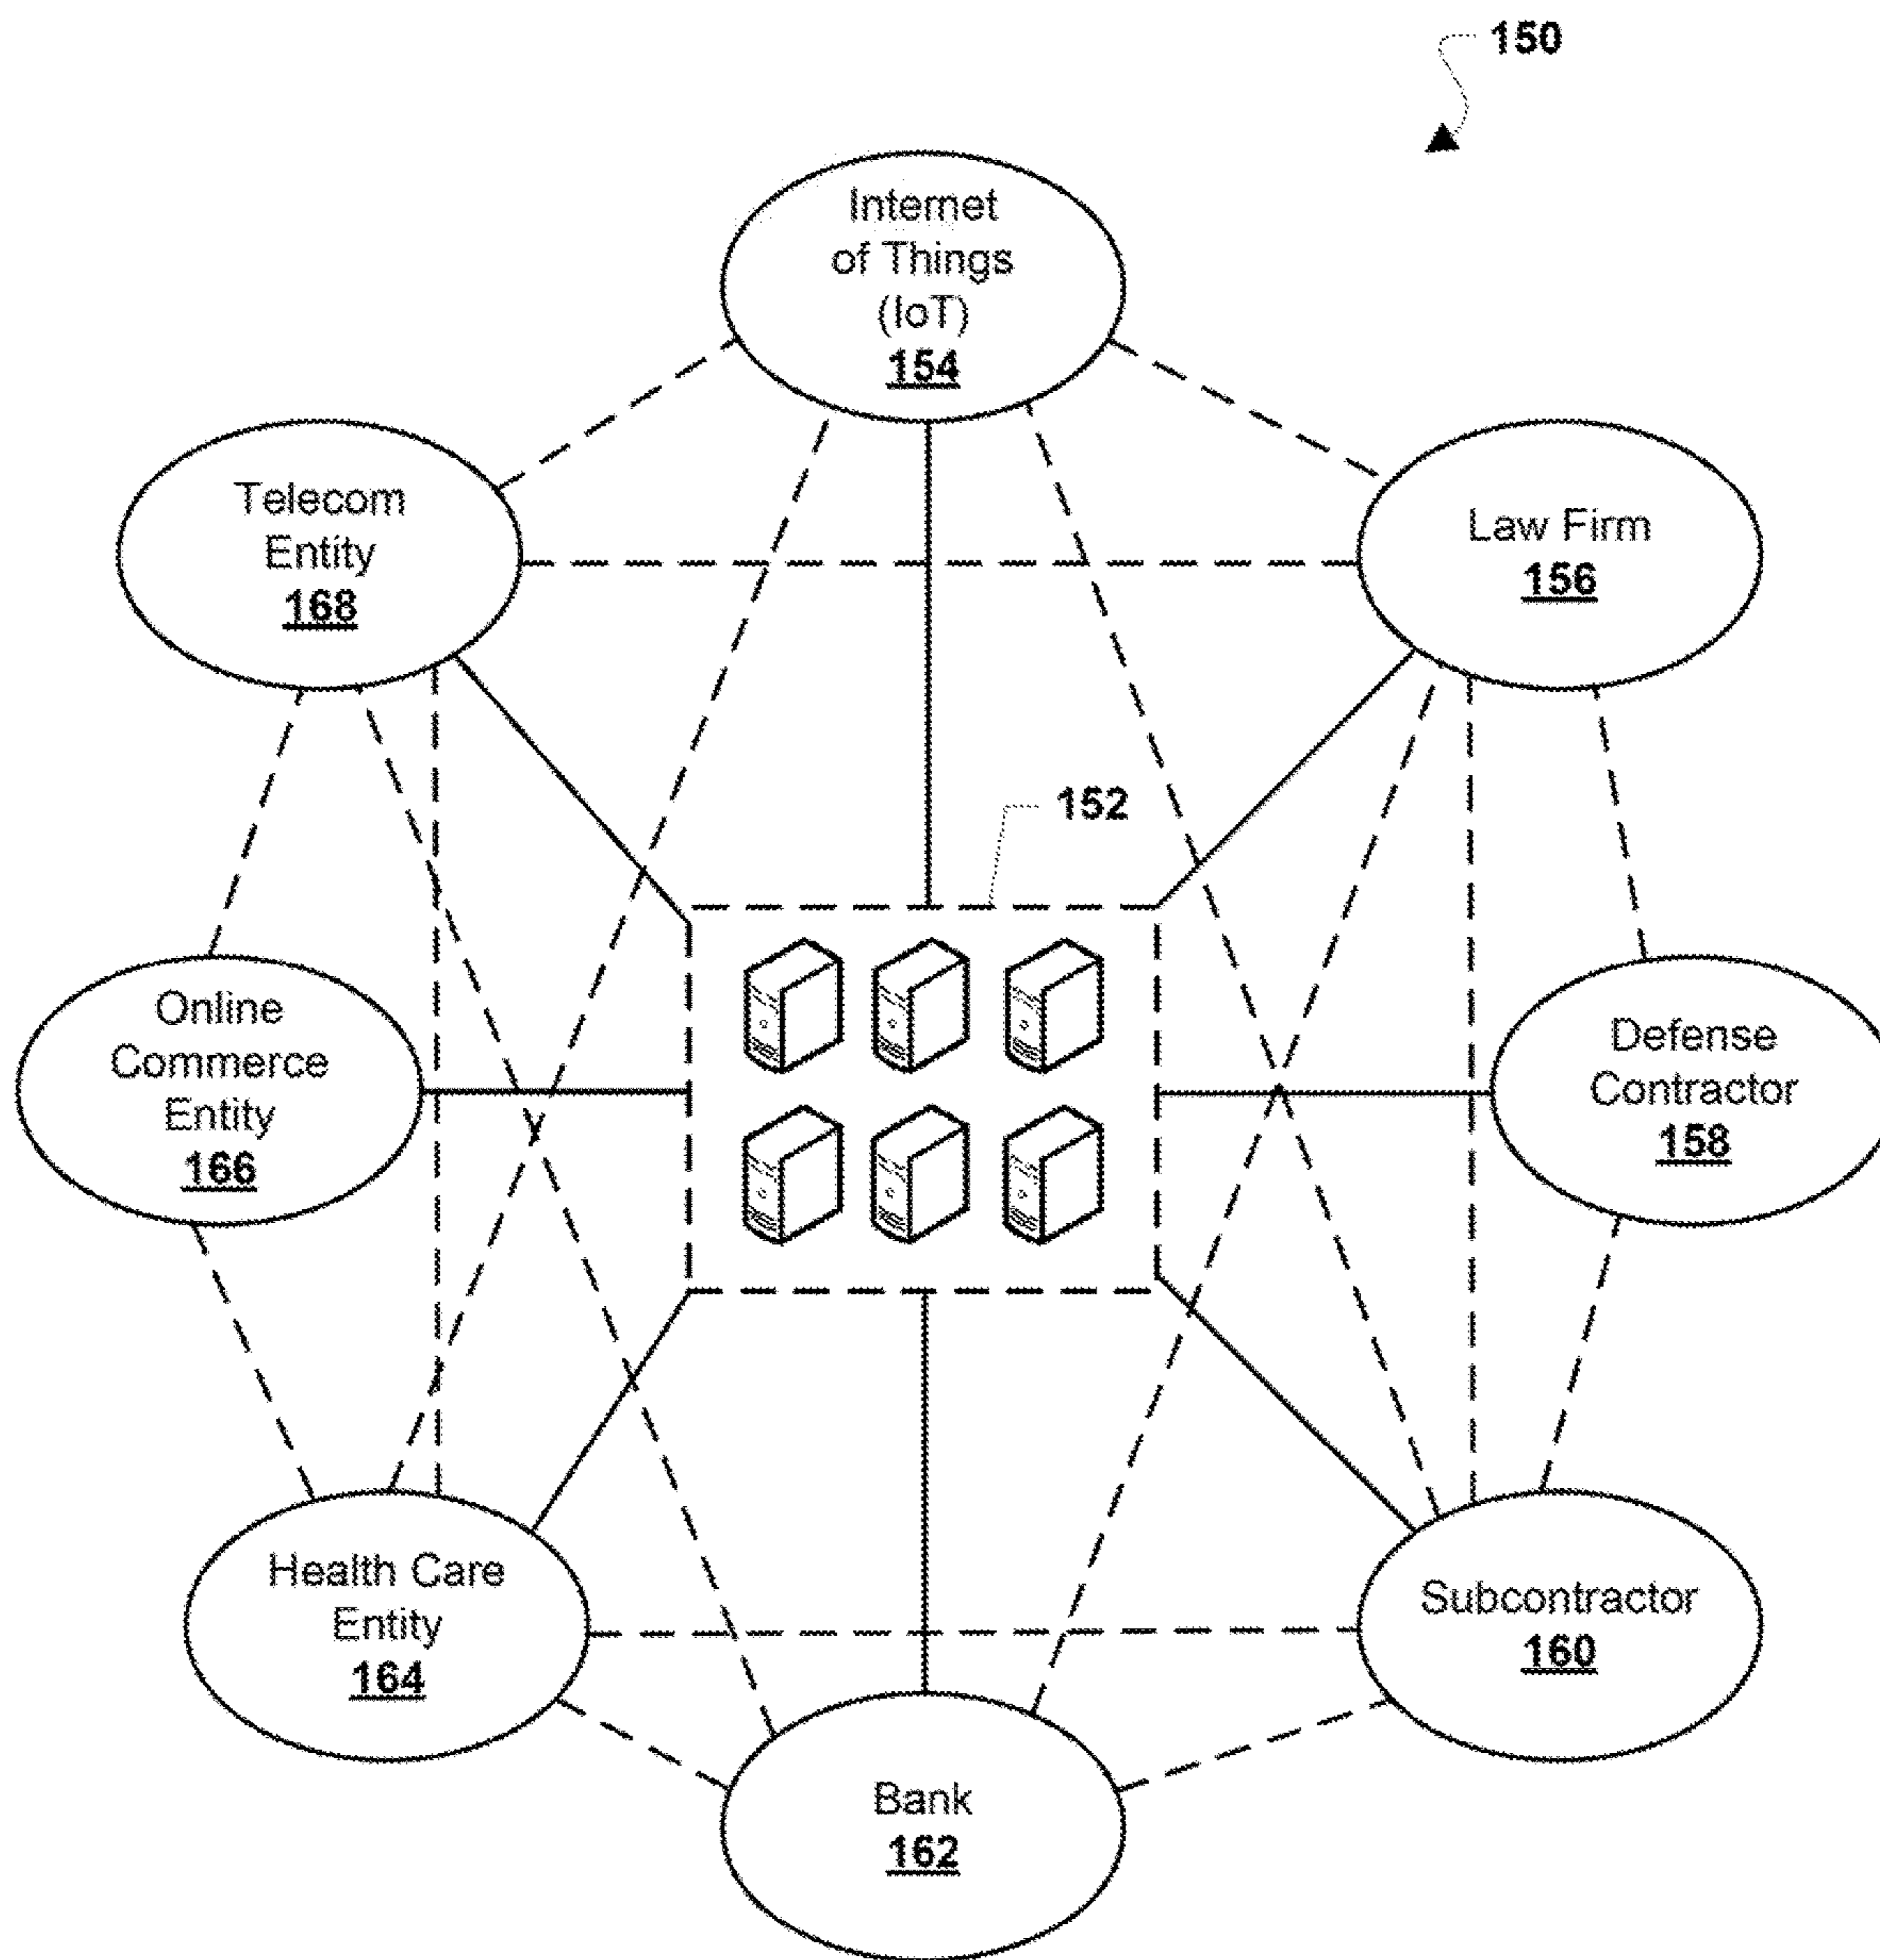 150
Internet
of Things
(IoT)
154
Telecom
Entity
168
Law Firm
156
152
Online
Commerce
Entity
166
Defense
Contractor
158
Health Care
Entity
164
Subcontractor
160
Bank
162